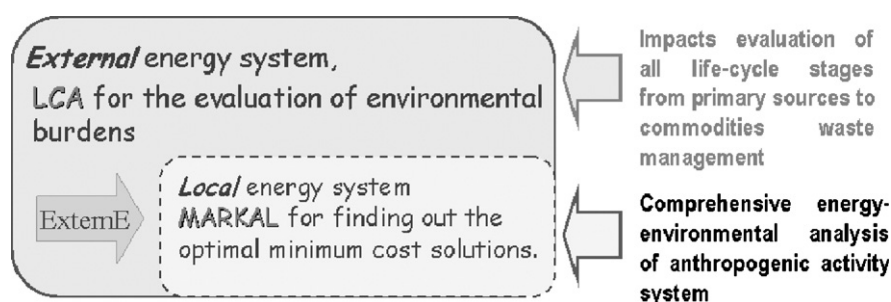 External energy system,
LCA for the evaluation of environmental
burdens
ExternE
Local energy system
MARKAL for finding out the
optimal minimum cost solutions.
Impacts evaluation of
all life-cycle stages
from primary sources to
commodities waste
management
Comprehensive energy-
environmental analysis
of anthropogenic activity
system